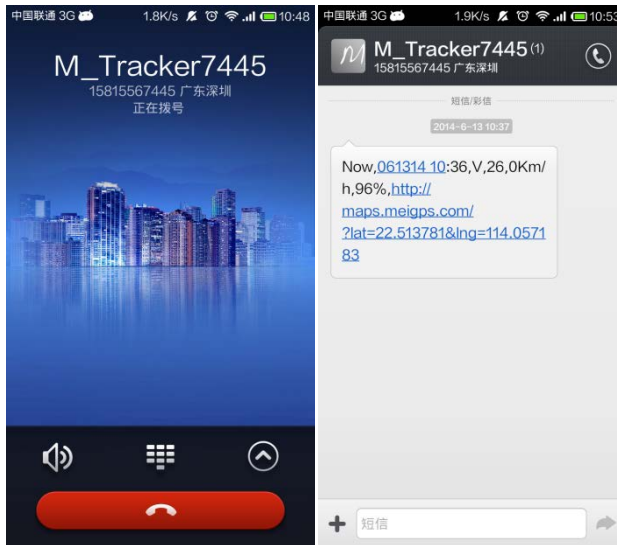 中国联通 3G 1.8K/s 10:48
M_Tracker7445
15815567445 广东深圳
正在拨号
中国联通 3G 1.9K/s 10:53
M_Tracker7445 (1)
15815567445 广东深圳
短信/彩信
2014-6-13 10:37
Now,061314 10:36,V,26,0Km/
h,96%,http://
maps.meigps.com/
?lat=22.513781&lng=114.0571
83
短信